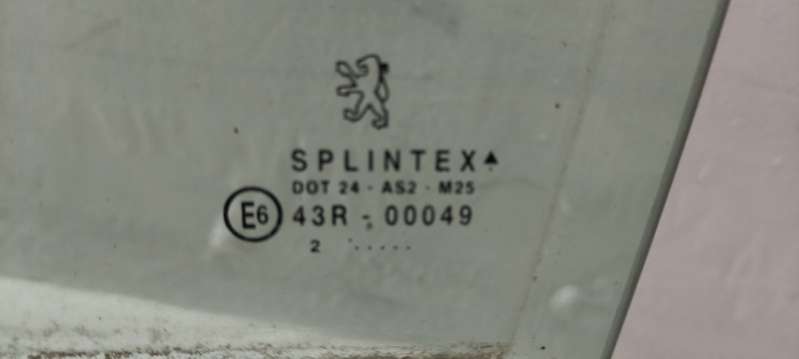 SPLINTEX▲
DOT 24 · AS2 · M25
E6 43R - 00049
2 ......